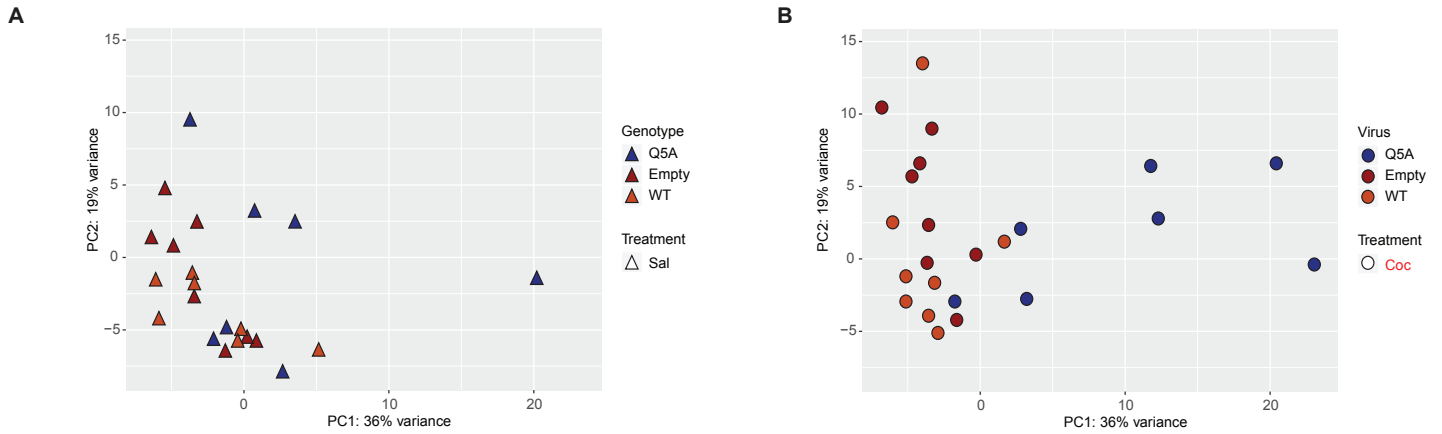 A
15
10
5
0
−5
PC2: 19% variance
0
10
20
PC1: 36% variance
Genotype
Q5A
Empty
WT
Treatment
Sal
B
15
10
5
0
−5
PC2: 19% variance
0
10
20
PC1: 36% variance
Virus
Q5A
Empty
WT
Treatment
Coc